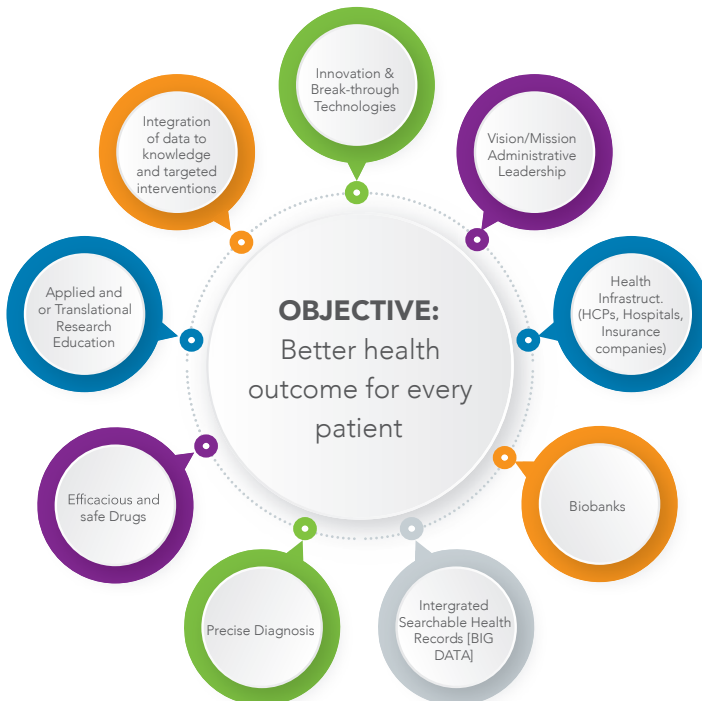 Innovation &
Break-through
Technologies
Vision/Mission
Administrative
Leadership
Health
Infrastruct.
(HCPs, Hospitals,
Insurance
companies)
Biobanks
Intergrated
Searchable Health
Records [BIG
DATA]
Precise Diagnosis
Efficacious and
safe Drugs
Applied and
or Translational
Research
Education
Integration
of data to
knowledge
and targeted
interventions
OBJECTIVE:
Better health
outcome for every
patient